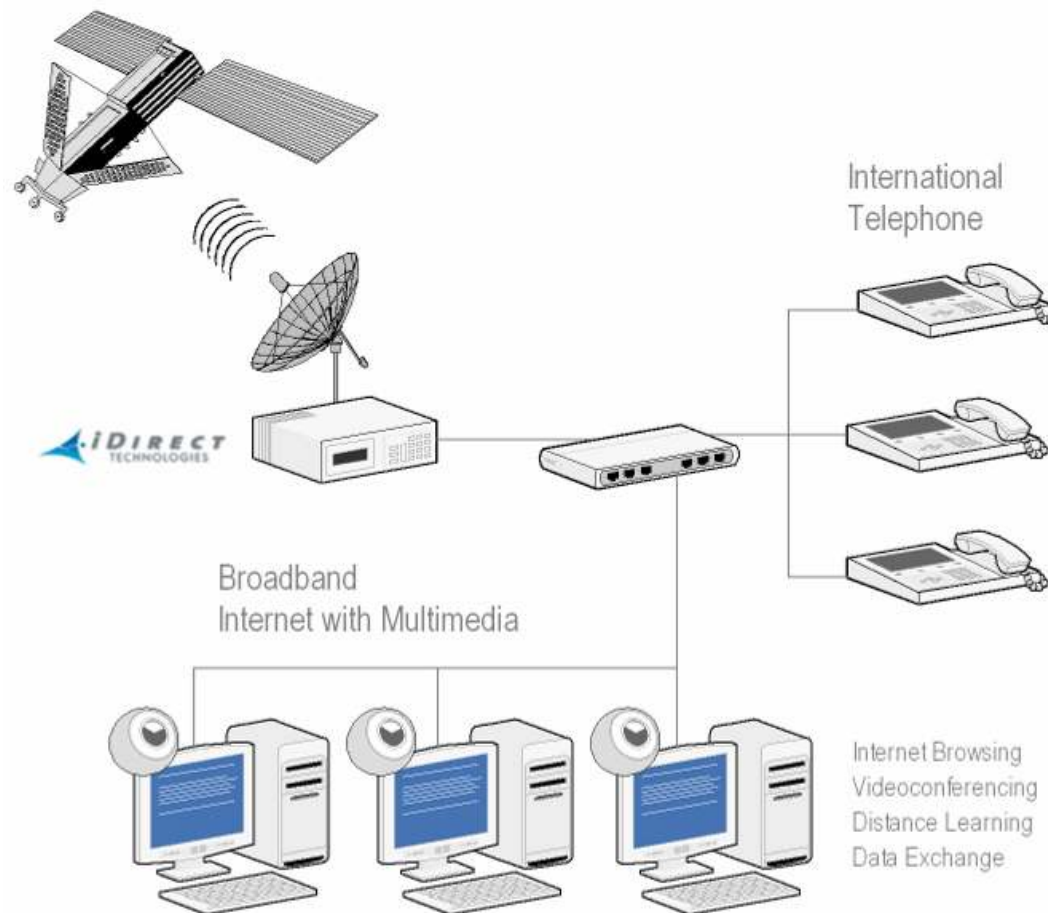 International
Telephone
iDIRECT
TECHNOLOGIES
Broadband
Internet with Multimedia
Internet Browsing
Videoconferencing
Distance Learning
Data Exchange